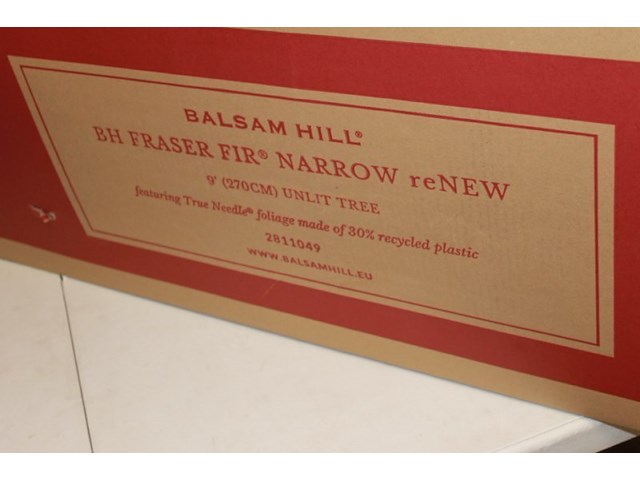 BALSAM HILL®
BH FRASER FIR® NARROW reNEW
9' (270CM) UNLIT TREE
featuring True Needle® foliage made of 30% recycled plastic
2811049
WWW.BALSAMHILL.EU